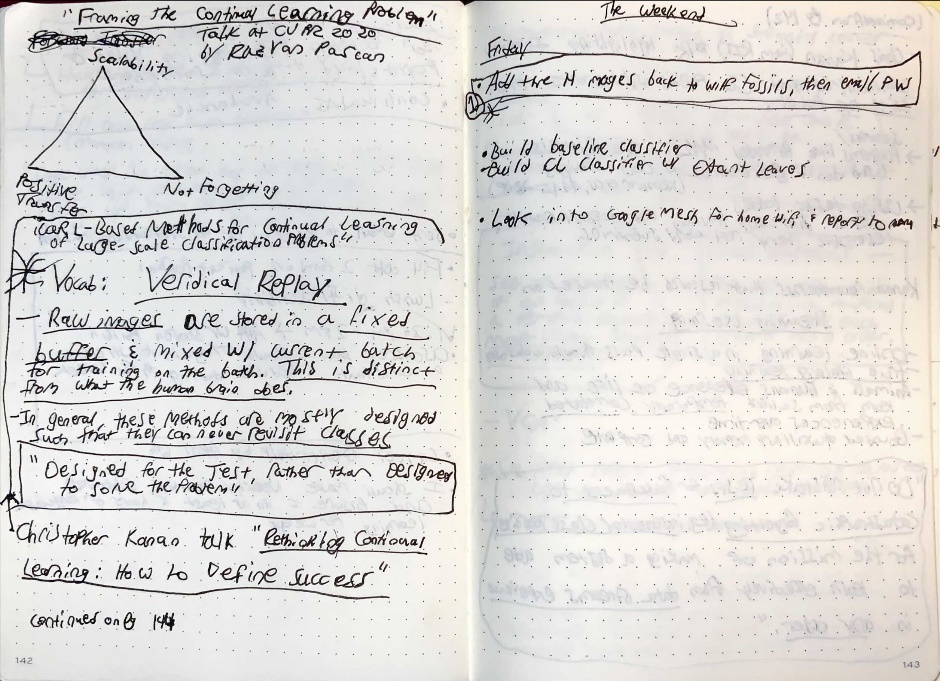 "Framing The Continual Learning Problem"
Talk at CVPR 2020
by Razvan Pascan
Scalability
Positive
Transfer
Not Forgetting
"iCaRL-Based Methods for Continual Learning
of large-scale classification Problems"
Vocab: Veridical Replay
- Raw images are stored in a fixed
buffer & mixed w/ current batch
for training on the batch. This is distinct
from what the human brain does.
- In general, these methods are mostly designed
such that they can never revisit classes
"Designed for the Test Rather than Designed
to solve the Problem"
Christopher Kanan talk "Rethinking Continual
Learning: How to Define Success"
continued on 144
142
The Weekend
Friday
• Add the N images back to wilf Fossils, then email PW
• Build baseline classifier
- Build CL classifier w/ Extant Leaves
• Look into Google Mesh for home wifi & report to
143